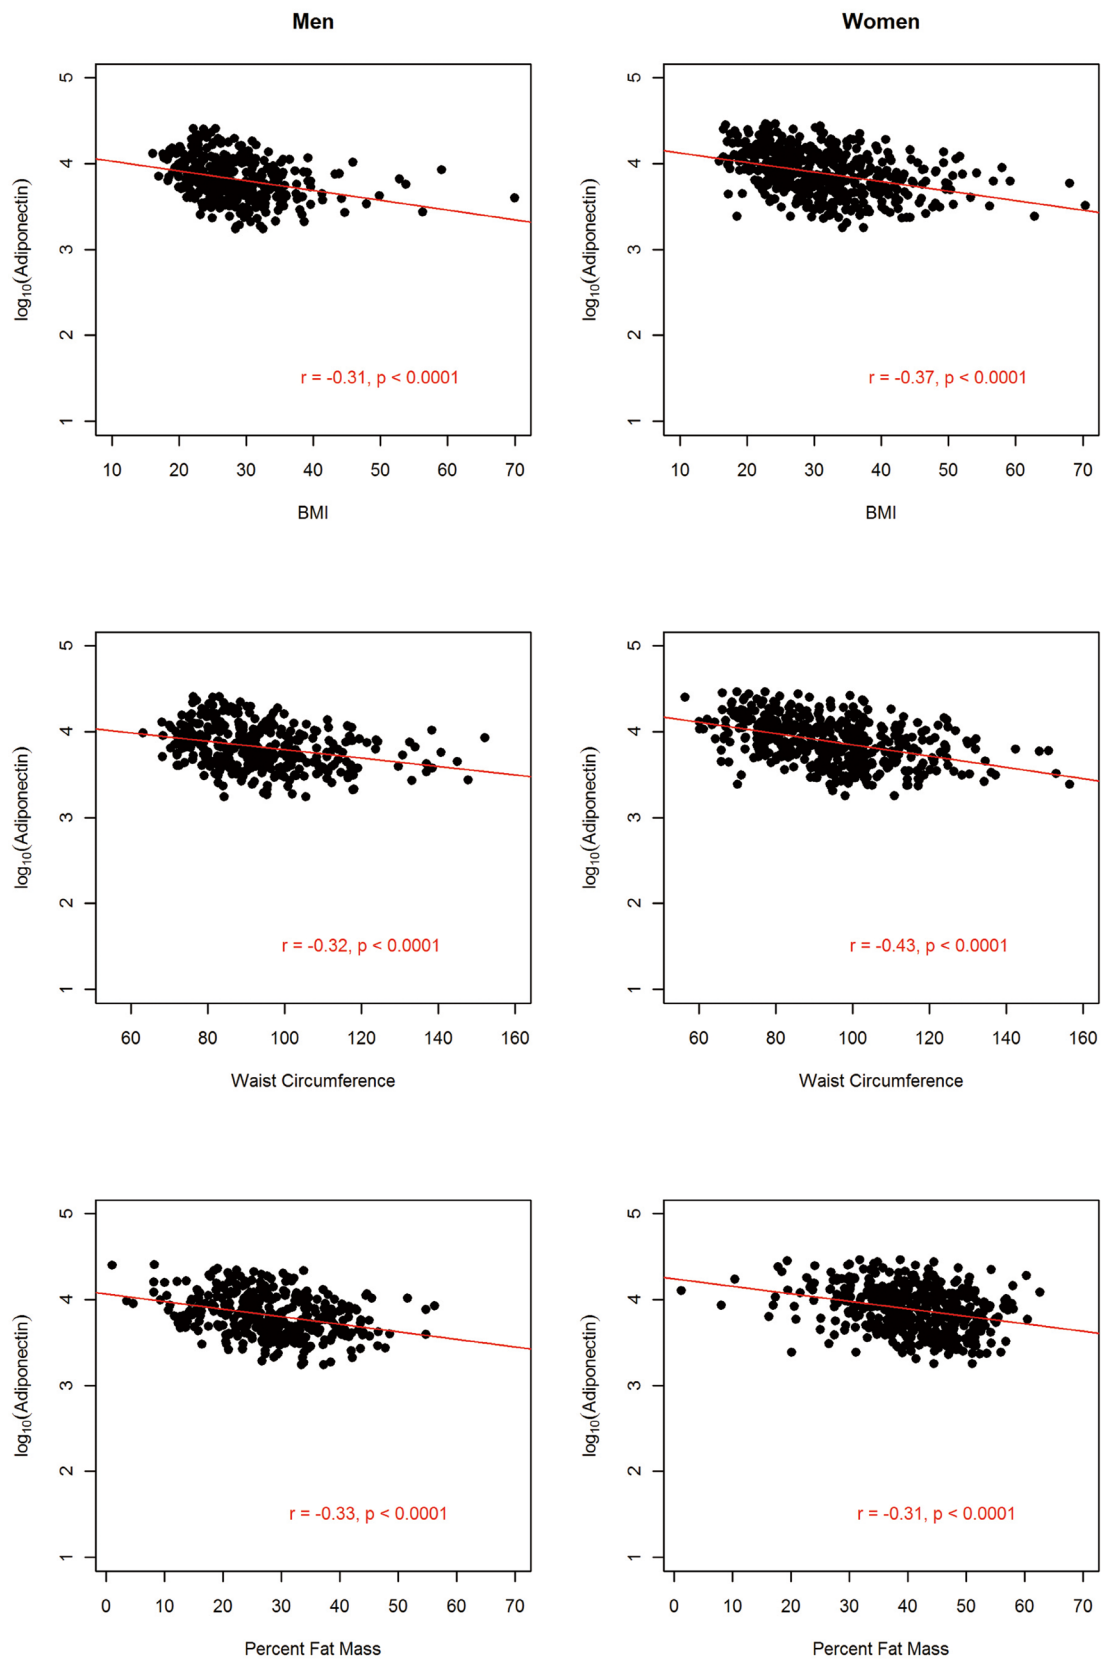 Men
Women
5
4
3
2
1
log10(Adiponectin)
r = -0.31, p < 0.0001
10 20 30 40 50 60 70
BMI
5
4
3
2
1
log10(Adiponectin)
r = -0.37, p < 0.0001
10 20 30 40 50 60 70
BMI
5
4
3
2
1
log10(Adiponectin)
r = -0.32, p < 0.0001
60 80 100 120 140 160
Waist Circumference
5
4
3
2
1
log10(Adiponectin)
r = -0.43, p < 0.0001
60 80 100 120 140 160
Waist Circumference
5
4
3
2
1
log10(Adiponectin)
r = -0.33, p < 0.0001
0 10 20 30 40 50 60 70
Percent Fat Mass
5
4
3
2
1
log10(Adiponectin)
r = -0.31, p < 0.0001
0 10 20 30 40 50 60 70
Percent Fat Mass